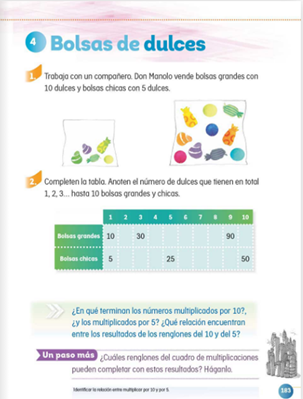 4 Bolsas de dulces
1. Trabaja con un compañero. Don Manolo vende bolsas grandes con
10 dulces y bolsas chicas con 5 dulces.
2. Completen la tabla. Anoten el número de dulces que tienen en total
1, 2, 3... hasta 10 bolsas grandes y chicas.
1 2 3 4 5 6 7 8 9 10
Bolsas grandes 10 30 90
Bolsas chicas 5 25 50
¿En qué terminan los números multiplicados por 10?,
¿y los multiplicados por 5? ¿Qué relación encuentran
entre los resultados de los renglones del 10 y del 5?
Un paso más ¿Cuáles renglones del cuadro de multiplicaciones
pueden completar con estos resultados? Háganlo.
Identificar la relación entre multiplicar por 10 y por 5.
183